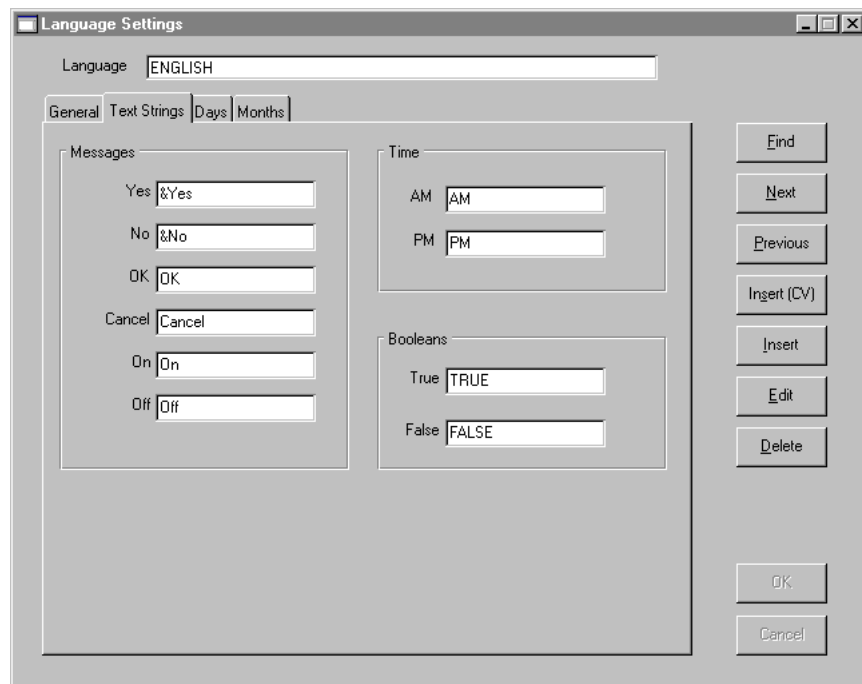 Language Settings
Language ENGLISH
General Text Strings Days Months
Messages
Yes &Yes
No &No
OK OK
Cancel Cancel
On On
Off Off
Time
AM AM
PM PM
Booleans
True TRUE
False FALSE
Find
Next
Previous
Insert (CV)
Insert
Edit
Delete
OK
Cancel